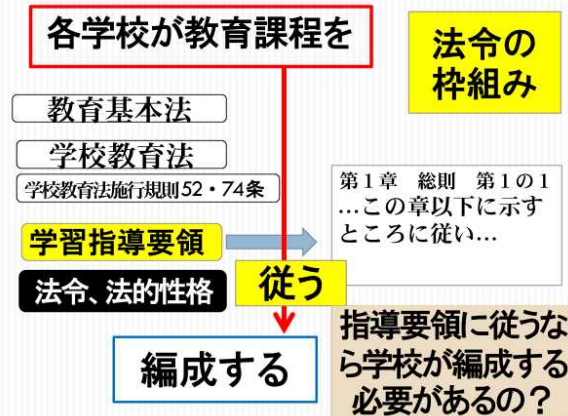 各学校が教育課程を
法令の
枠組み
教育基本法
学校教育法
学校教育法施行規則52・74条
第1章 総則 第1の1
…この章以下に示す
ところに従い…
学習指導要領
法令、法的性格
従う
編成する
指導要領に従うな
ら学校が編成する
必要があるの?